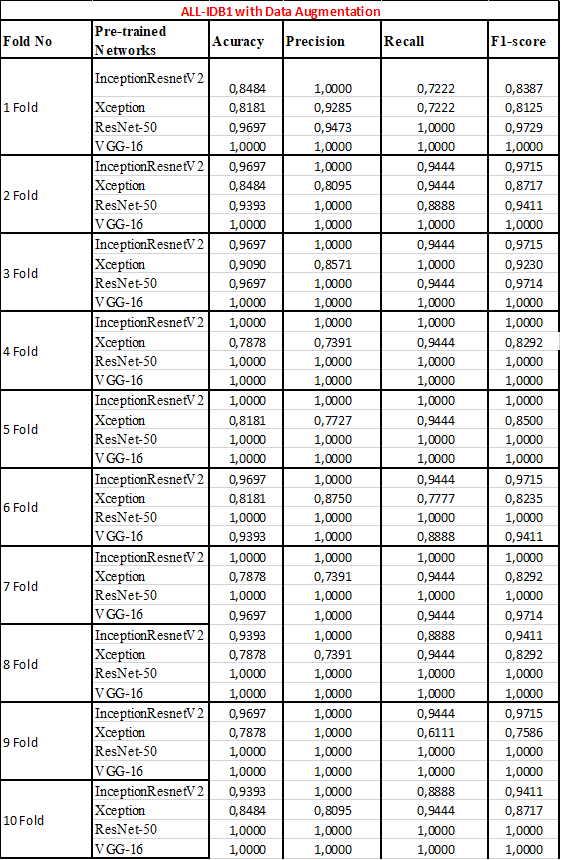 ALL-IDB1 with Data Augmentation
Fold No Pre-trained Networks Acuracy Precision Recall F1-score
1 Fold InceptionResnetV2 0,8484 1,0000 0,7222 0,8387
Xception 0,8181 0,9285 0,7222 0,8125
ResNet-50 0,9697 0,9473 1,0000 0,9729
VGG-16 1,0000 1,0000 1,0000 1,0000
2 Fold InceptionResnetV2 0,9697 1,0000 0,9444 0,9715
Xception 0,8484 0,8095 0,9444 0,8717
ResNet-50 0,9393 1,0000 0,8888 0,9411
VGG-16 1,0000 1,0000 1,0000 1,0000
3 Fold InceptionResnetV2 0,9697 1,0000 0,9444 0,9715
Xception 0,9090 0,8571 1,0000 0,9230
ResNet-50 0,9697 1,0000 0,9444 0,9714
VGG-16 1,0000 1,0000 1,0000 1,0000
4 Fold InceptionResnetV2 1,0000 1,0000 1,0000 1,0000
Xception 0,7878 0,7391 0,9444 0,8292
ResNet-50 1,0000 1,0000 1,0000 1,0000
VGG-16 1,0000 1,0000 1,0000 1,0000
5 Fold InceptionResnetV2 1,0000 1,0000 1,0000 1,0000
Xception 0,8181 0,7727 0,9444 0,8500
ResNet-50 1,0000 1,0000 1,0000 1,0000
VGG-16 1,0000 1,0000 1,0000 1,0000
6 Fold InceptionResnetV2 0,9697 1,0000 0,9444 0,9715
Xception 0,8181 0,8750 0,7777 0,8235
ResNet-50 1,0000 1,0000 1,0000 1,0000
VGG-16 0,9393 1,0000 0,8888 0,9411
7 Fold InceptionResnetV2 1,0000 1,0000 1,0000 1,0000
Xception 0,7878 0,7391 0,9444 0,8292
ResNet-50 1,0000 1,0000 1,0000 1,0000
VGG-16 0,9697 1,0000 0,9444 0,9714
8 Fold InceptionResnetV2 0,9393 1,0000 0,8888 0,9411
Xception 0,7878 0,7391 0,9444 0,8292
ResNet-50 1,0000 1,0000 1,0000 1,0000
VGG-16 1,0000 1,0000 1,0000 1,0000
9 Fold InceptionResnetV2 0,9697 1,0000 0,9444 0,9715
Xception 0,7878 1,0000 0,6111 0,7586
ResNet-50 1,0000 1,0000 1,0000 1,0000
VGG-16 1,0000 1,0000 1,0000 1,0000
10 Fold InceptionResnetV2 0,9393 1,0000 0,8888 0,9411
Xception 0,8484 0,8095 0,9444 0,8717
ResNet-50 1,0000 1,0000 1,0000 1,0000
VGG-16 1,0000 1,0000 1,0000 1,0000